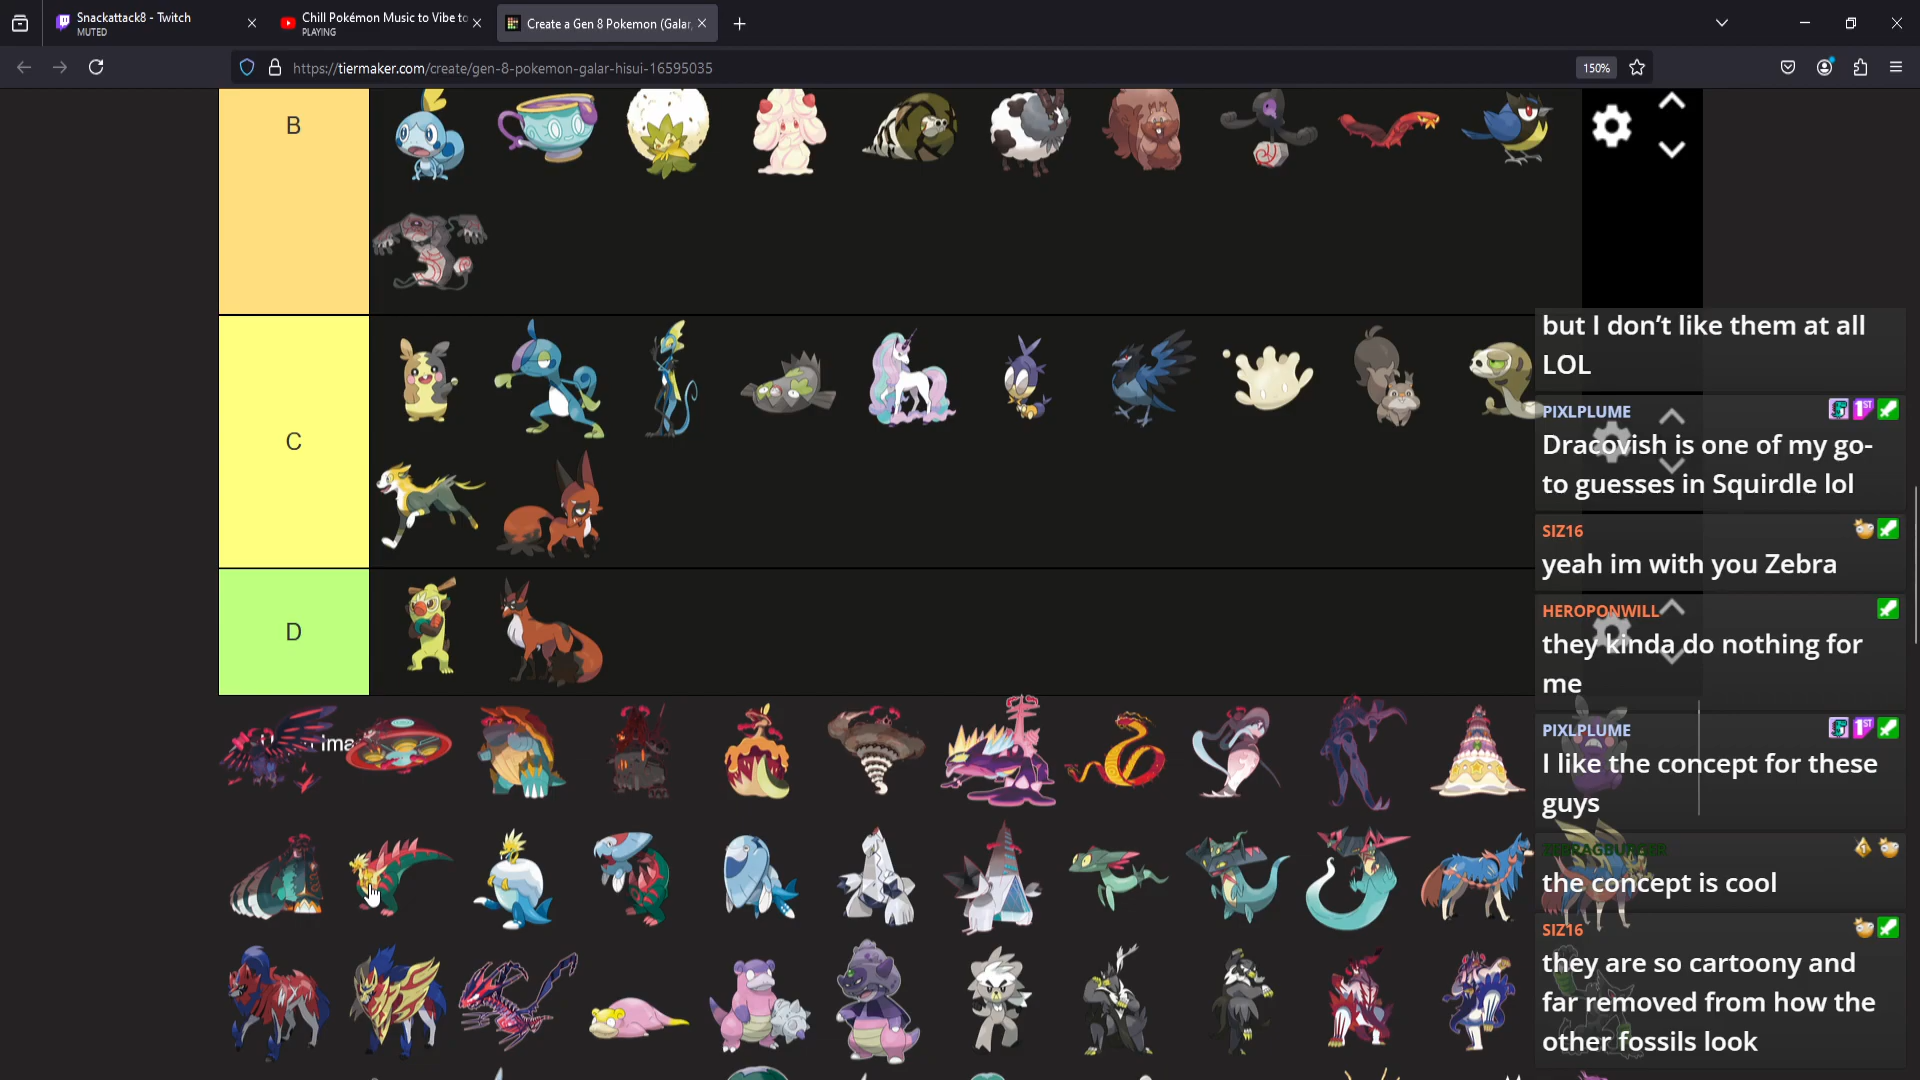 Snackattack8 - Twitch
MUTED
Chill Pokémon Music to Vibe to
PLAYING
Create a Gen 8 Pokemon (Galar,
https://tiermaker.com/create/gen-8-pokemon-galar-hisui-16595035
150%
B
C
D
but I don't like them at all
LOL
PIXLPLUME
1ST
Dracovish is one of my go-
to guesses in Squirdle lol
SIZ16
yeah im with you Zebra
HEROPONWILL
they kinda do nothing for
me
PIXLPLUME
1ST
I like the concept for these
guys
the concept is cool
SIZ16
they are so cartoony and
far removed from how the
other fossils look